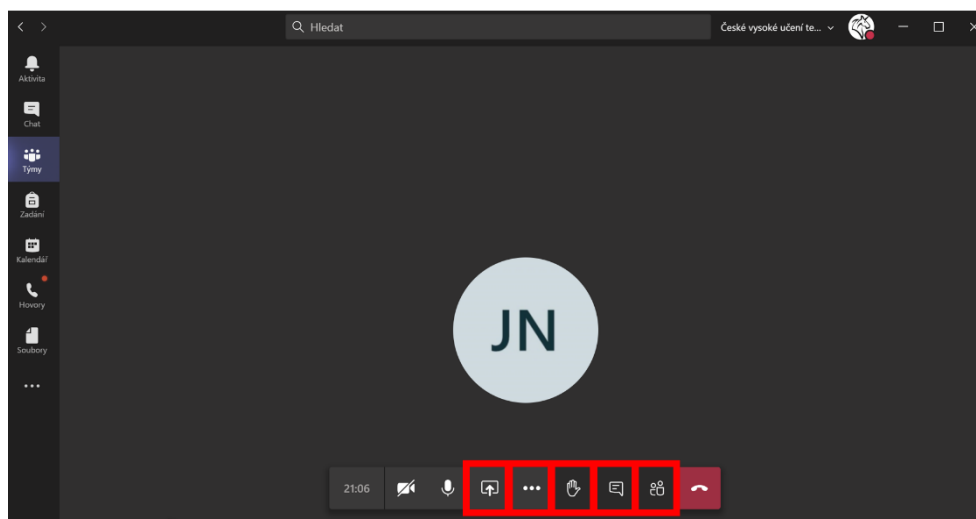 Hledat
České vysoké učení te...
Aktivita
Chat
Týmy
Zadání
Kalendář
Hovory
Soubory
JN
21:06